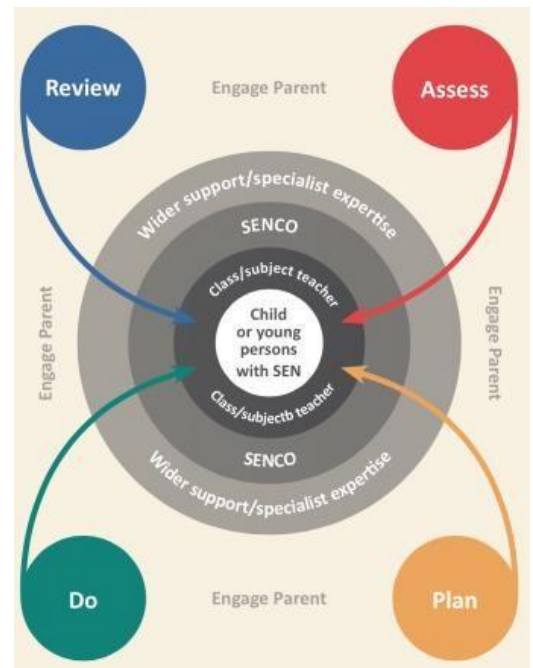 Review
Engage Parent
Assess
Wider support/specialist expertise
SENCO
Class/subject teacher
Engage Parent
Child
or young
persons
with SEN
Engage Parent
Class/subjectb teacher
SENCO
Wider support/specialist expertise
Do
Engage Parent
Plan